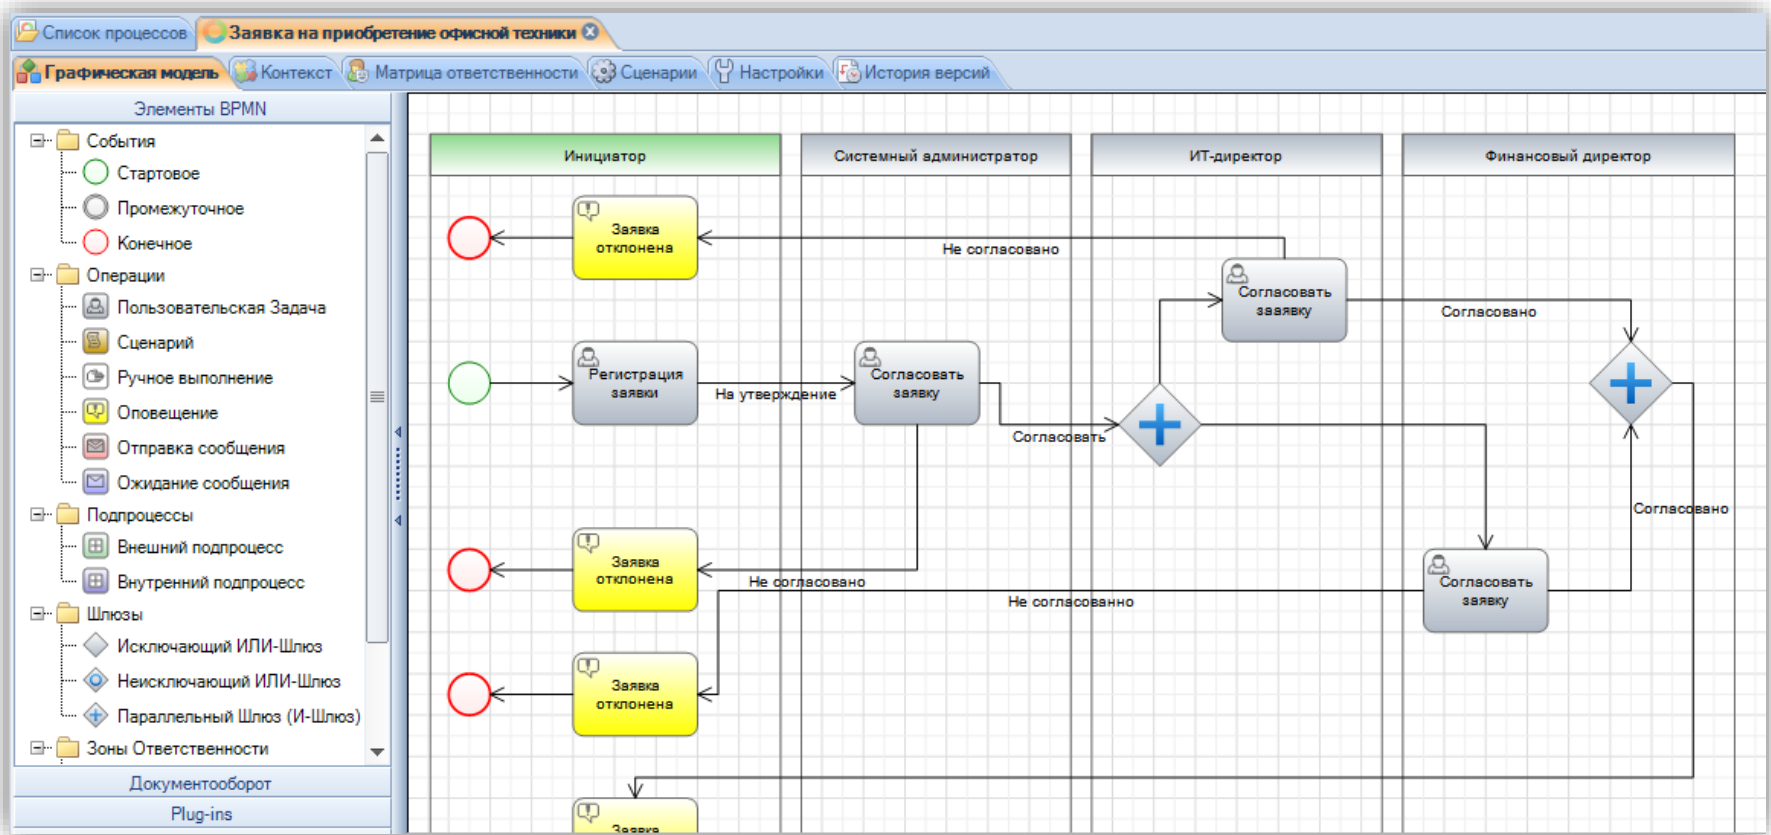 Список процессов
Заявка на приобретение офисной техники
Графическая модель
Контекст
Матрица ответственности
Сценарии
Настройки
История версий
Элементы BPMN
События
Стартовое
Промежуточное
Конечное
Операции
Пользовательская Задача
Сценарий
Ручное выполнение
Оповещение
Отправка сообщения
Ожидание сообщения
Подпроцессы
Внешний подпроцесс
Внутренний подпроцесс
Шлюзы
Исключающий ИЛИ-Шлюз
Неисключающий ИЛИ-Шлюз
Параллельный Шлюз (И-Шлюз)
Зоны Ответственности
Документооборот
Plug-ins
Инициатор
Системный администратор
ИТ-директор
Финансовый директор
Заявка
отклонена
Не согласовано
Согласовать
зааявку
Согласовано
Регистрация
заявки
На утверждение
Согласовать
заявку
Согласовать
Согласовано
Заявка
отклонена
Не согласовано
Согласовать
заявку
Не согласованно
Заявка
отклонена
Заявка